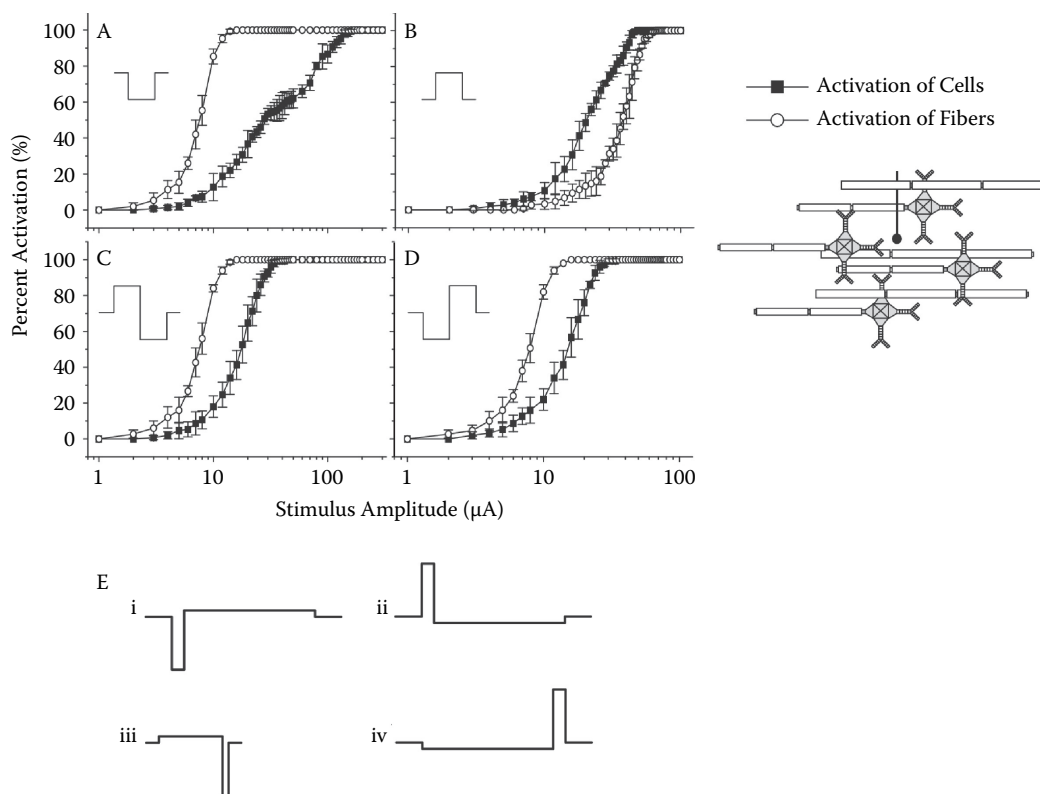 A
B
100
80
60
40
20
0
Activation of Cells
Activation of Fibers
Percent Activation (%)
C
D
100
80
60
40
20
0
1
10
100
1
10
100
Stimulus Amplitude (µA)
E
i
ii
iii
iv